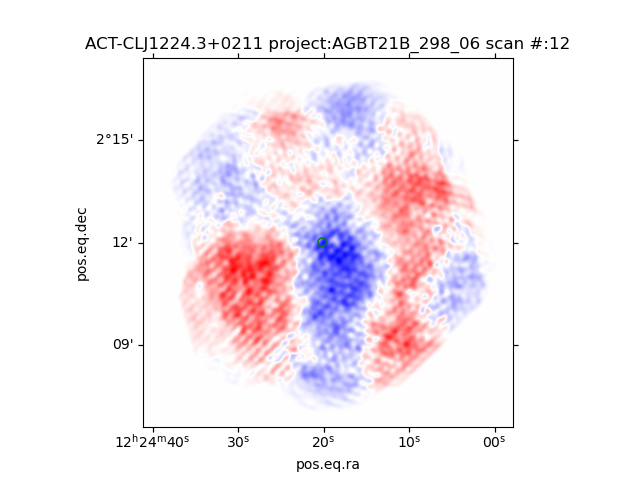 ACT-CLJ1224.3+0211 project:AGBT21B_298_06 scan #:12
2°15'
12'
09'
pos.eq.dec
12ʰ24ᵐ40ˢ 30ˢ 20ˢ 10ˢ 00ˢ
pos.eq.ra